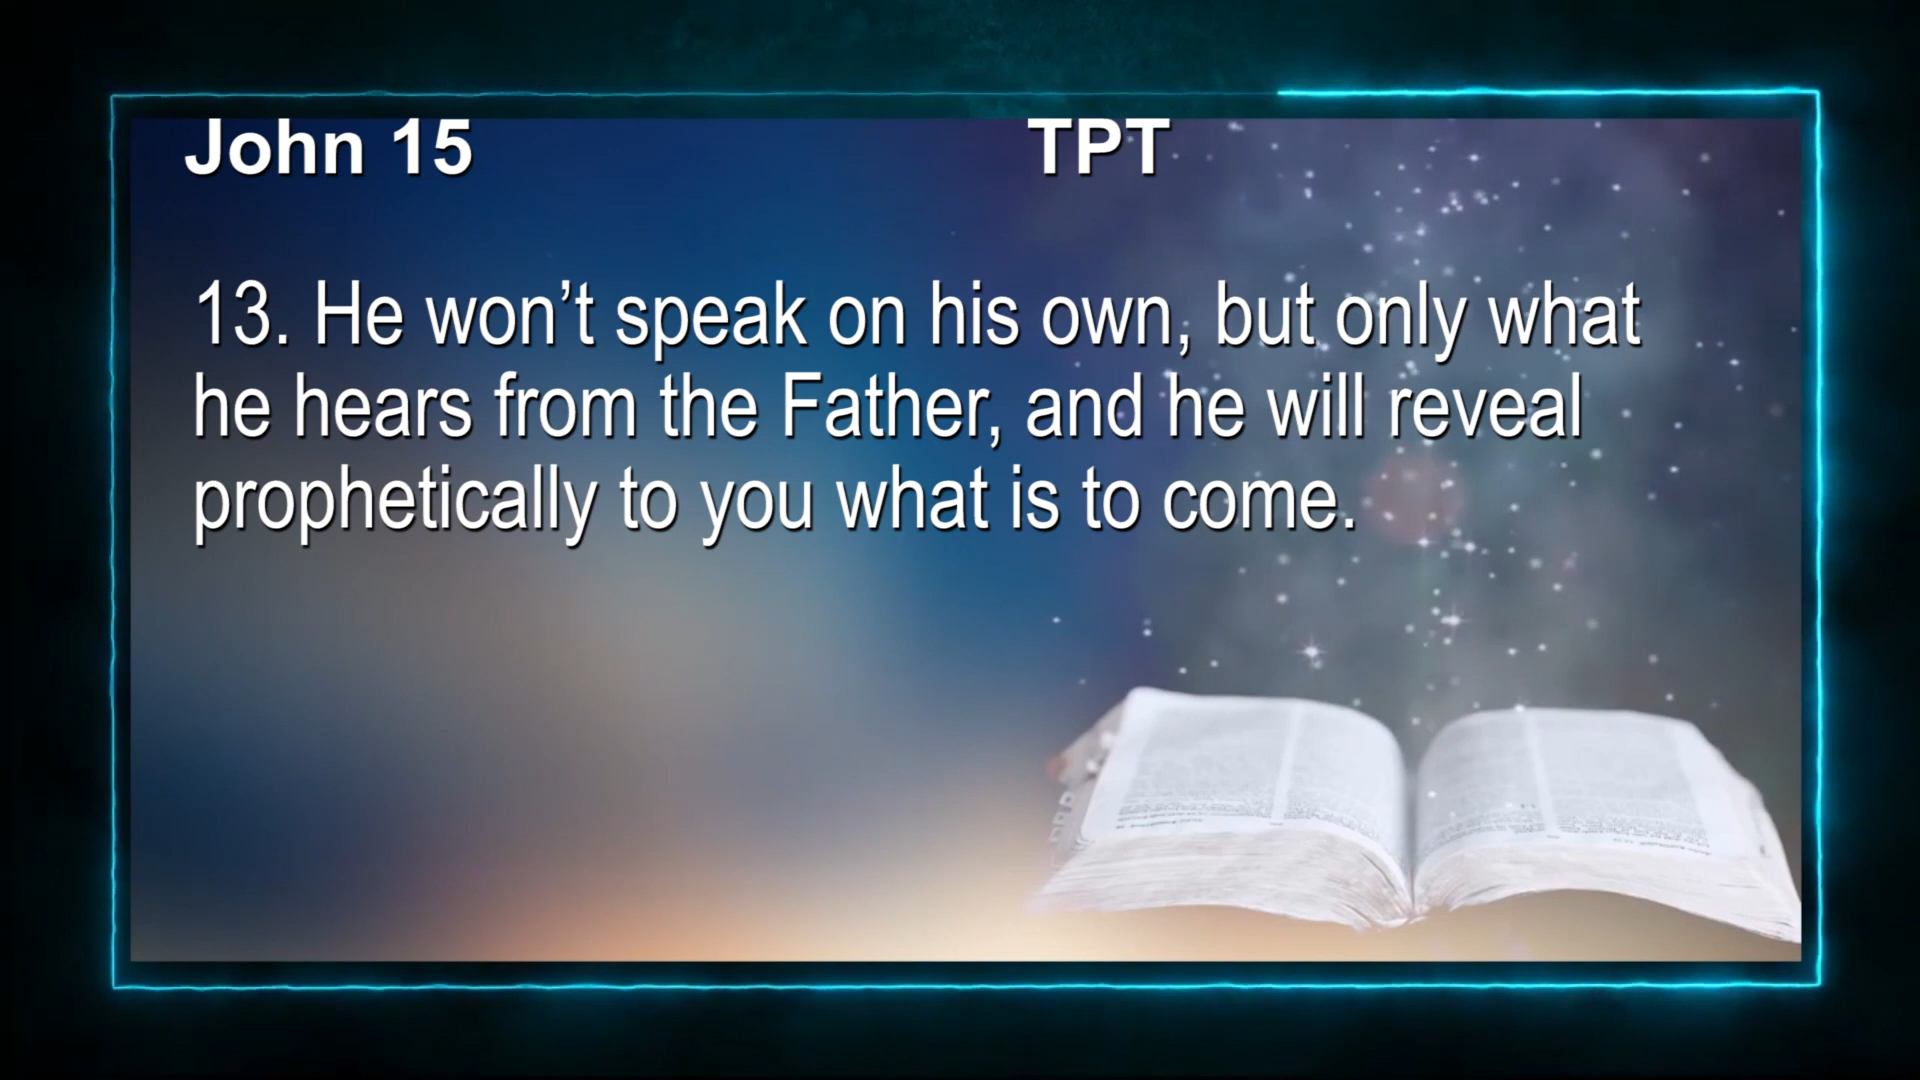 John 15 TPT
13. He won’t speak on his own, but only what
he hears from the Father, and he will reveal
prophetically to you what is to come.